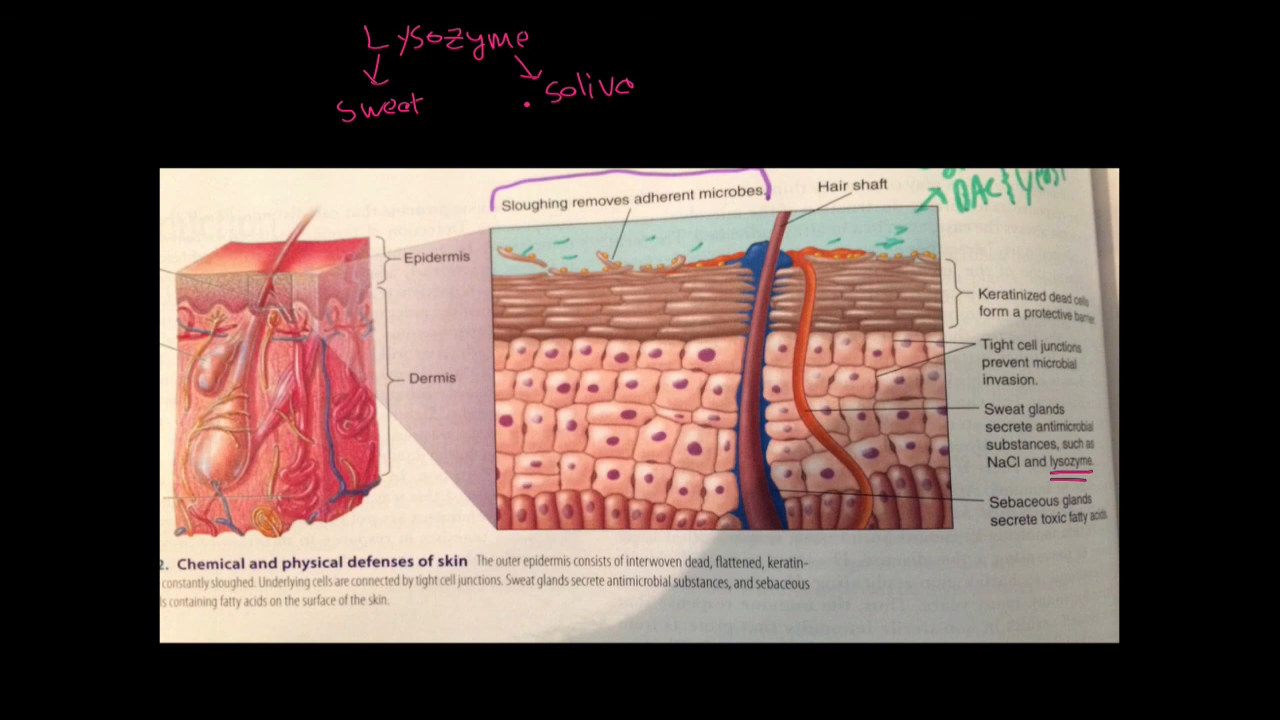 Lysozyme
sweat
saliva
Sloughing removes adherent microbes.
Hair shaft
BAC
Epidermis
Dermis
Keratinized dead cells
form a protective barrier
Tight cell junctions
prevent microbial
invasion.
Sweat glands
secrete antimicrobial
substances, such as
NaCl and lysozyme.
Sebaceous glands
secrete toxic fatty acids
2. Chemical and physical defenses of skin The outer epidermis consists of interwoven dead, flattened, keratin-
constantly sloughed. Underlying cells are connected by tight cell junctions. Sweat glands secrete antimicrobial substances, and sebaceous
ls containing fatty acids on the surface of the skin.